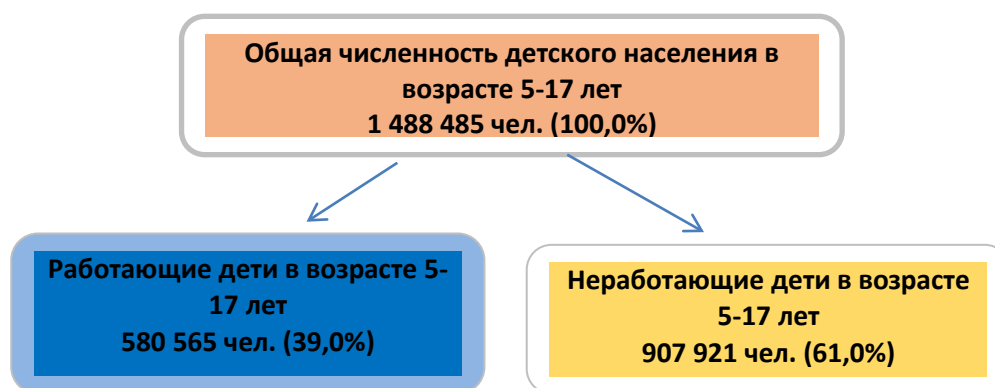 Общая численность детского населения в
возрасте 5-17 лет
1 488 485 чел. (100,0%)
Работающие дети в возрасте 5-
17 лет
580 565 чел. (39,0%)
Неработающие дети в возрасте
5-17 лет
907 921 чел. (61,0%)